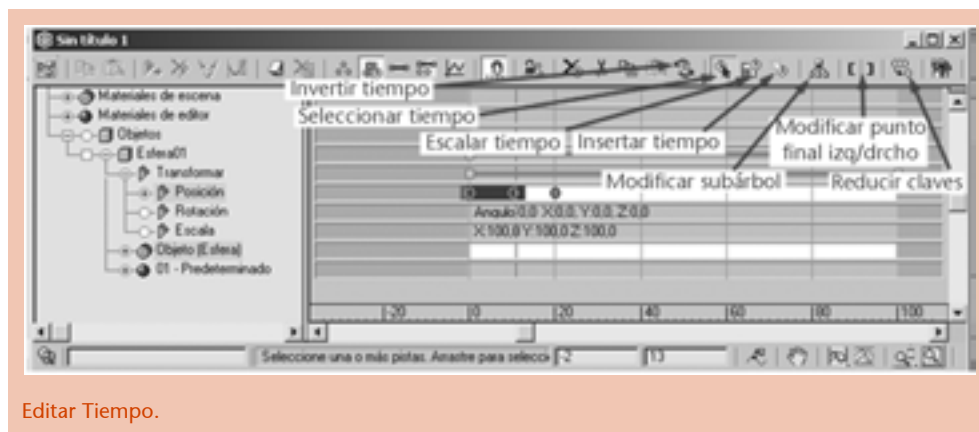 Sin título 1
Invertir tiempo
Seleccionar tiempo
Escalar tiempo
Insertar tiempo
Modificar punto
final izq/drcho
Modificar subárbol
Reducir claves
Materiales de escena
Materiales de editor
Objetos
Esfera01
Transformar
Posición
Rotación
Escala
Objeto (Esfera)
01 - Predeterminado
Angulo:0,0 X:0,0, Y:0,0, Z:0,0
X:100,0 Y:100,0 Z:100,0
-20 0 20 40 60 80 100
Seleccione una o más pistas. Arrastre para selecci -2 13
Editar Tiempo.